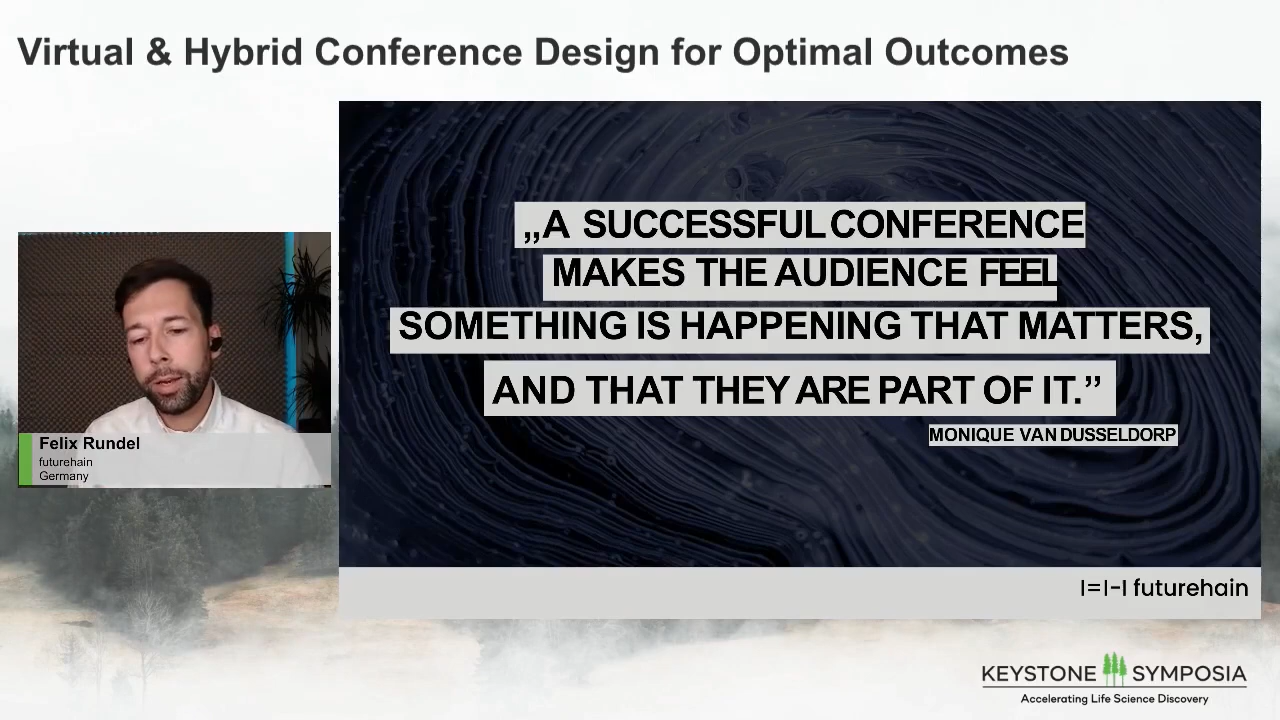 Virtual & Hybrid Conference Design for Optimal Outcomes
„A SUCCESSFUL CONFERENCE
MAKES THE AUDIENCE FEEL
SOMETHING IS HAPPENING THAT MATTERS,
AND THAT THEY ARE PART OF IT.”
MONIQUE VAN DUSSELDORP
Felix Rundel
futurehain
Germany
I=I-I futurehain
KEYSTONE SYMPOSIA
Accelerating Life Science Discovery